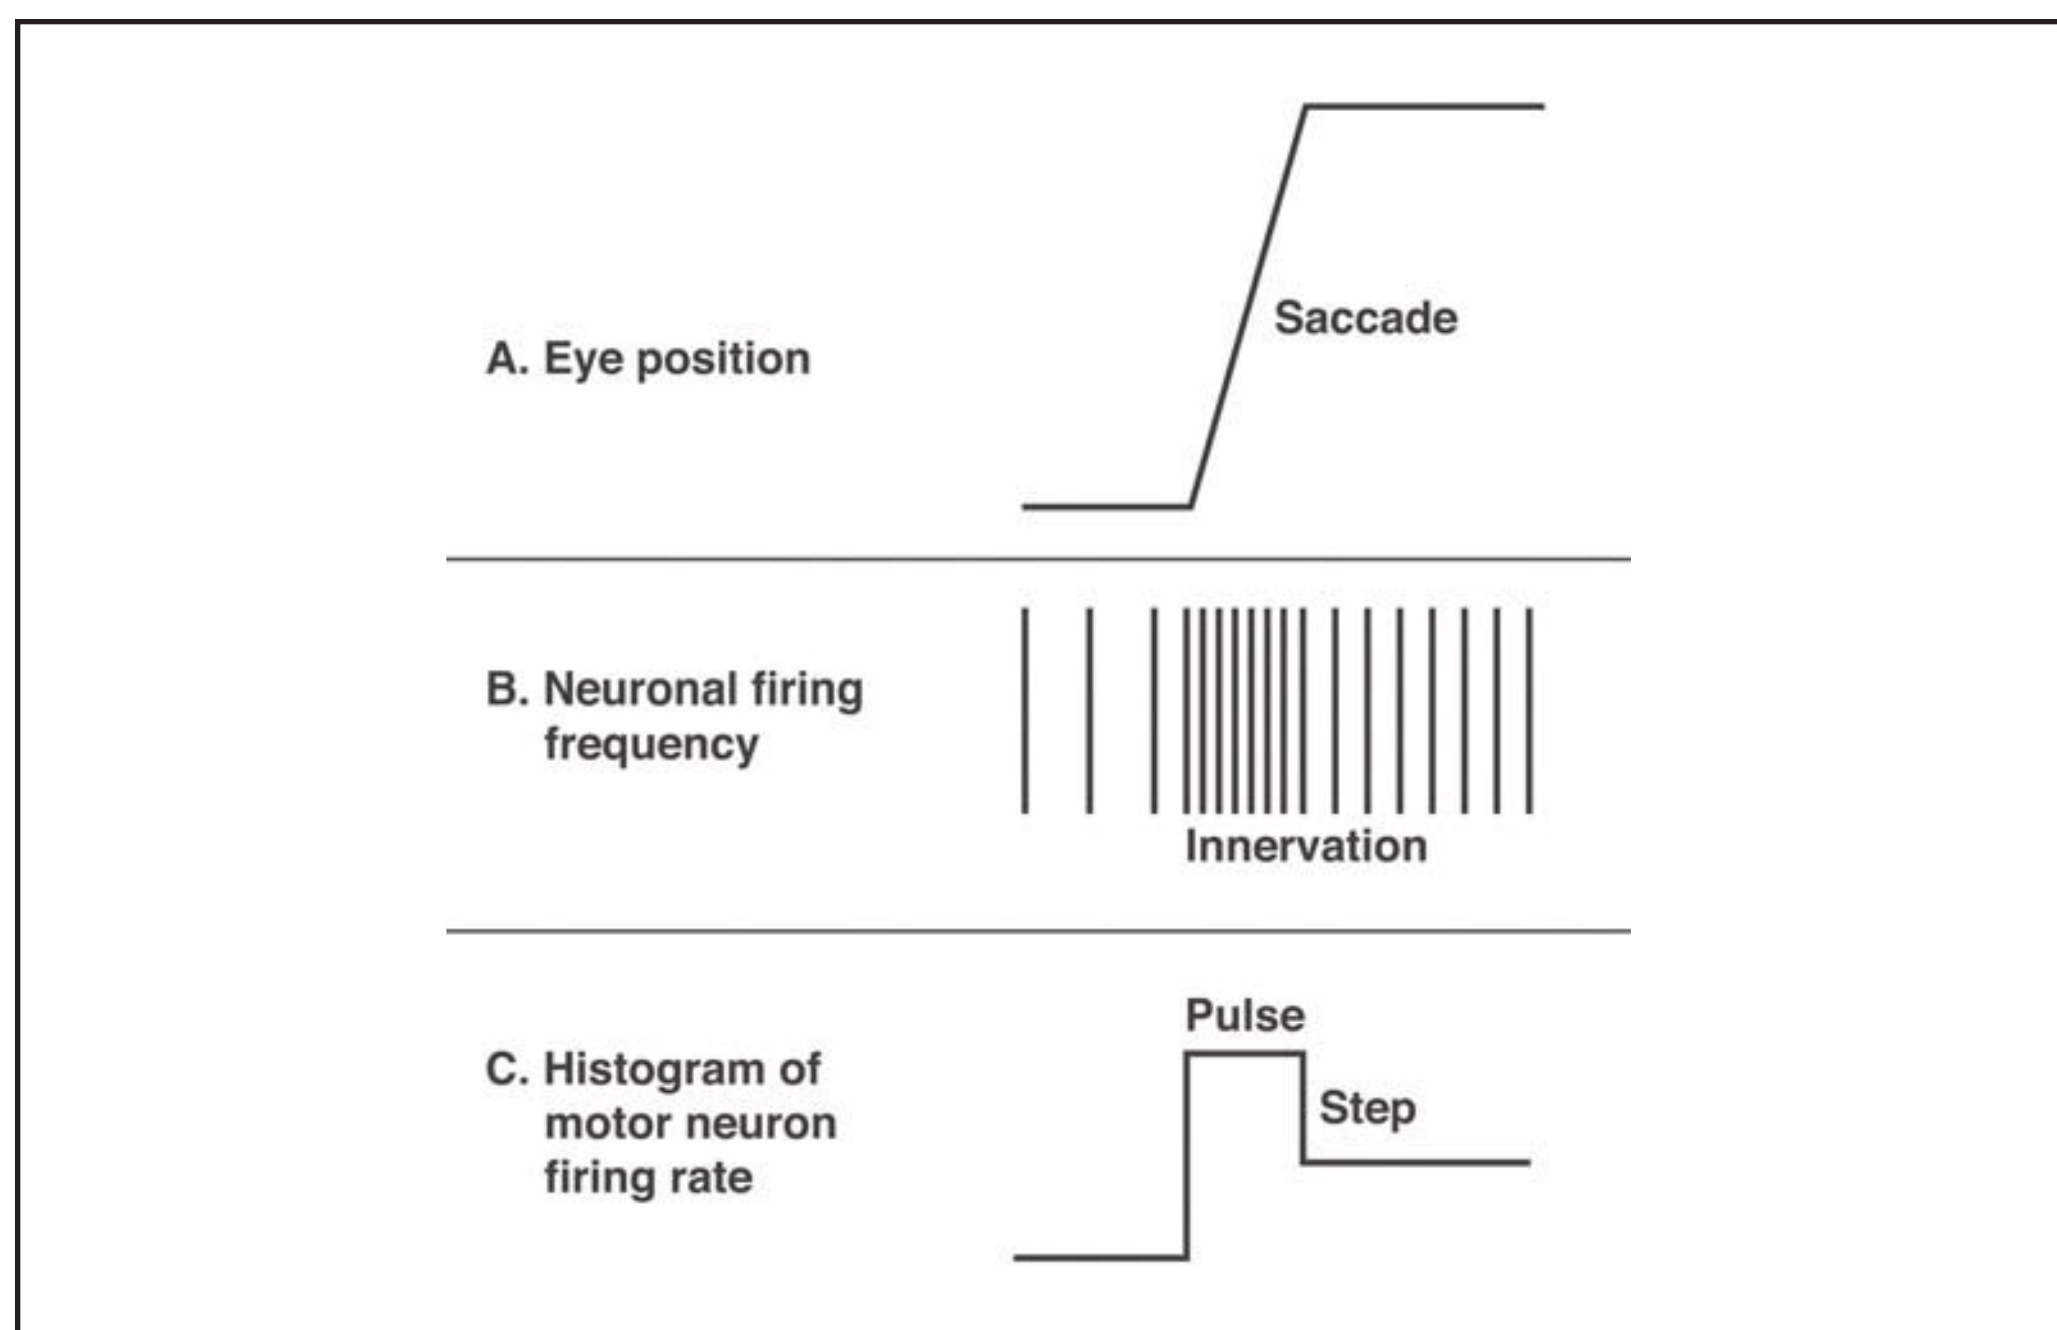 Saccade
A. Eye position
B. Neuronal firing
frequency
Innervation
Pulse
C. Histogram of
motor neuron
firing rate
Step